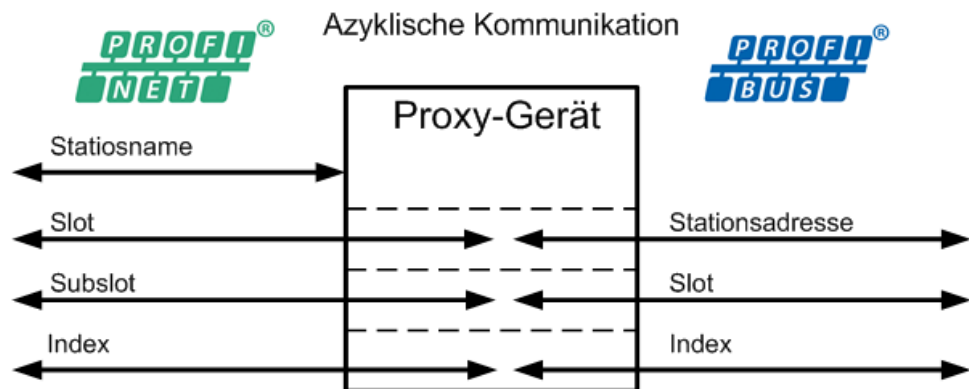 Azyklische Kommunikation
PROFI®
NET
PROFI®
BUS
Proxy-Gerät
Statiosname
Slot
Stationsadresse
Subslot
Slot
Index
Index